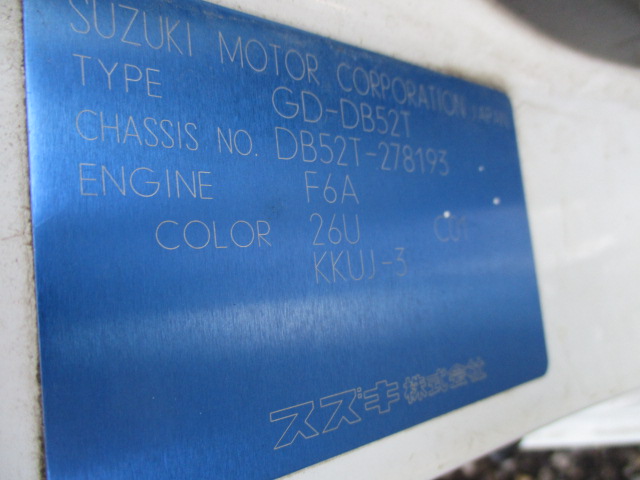 SUZUKI MOTOR CORPORATION JAPAN
TYPE GD-DB52T
CHASSIS NO. DB52T-278193
ENGINE F6A
COLOR 26U C01
KKUJ-3
スズキ株式会社